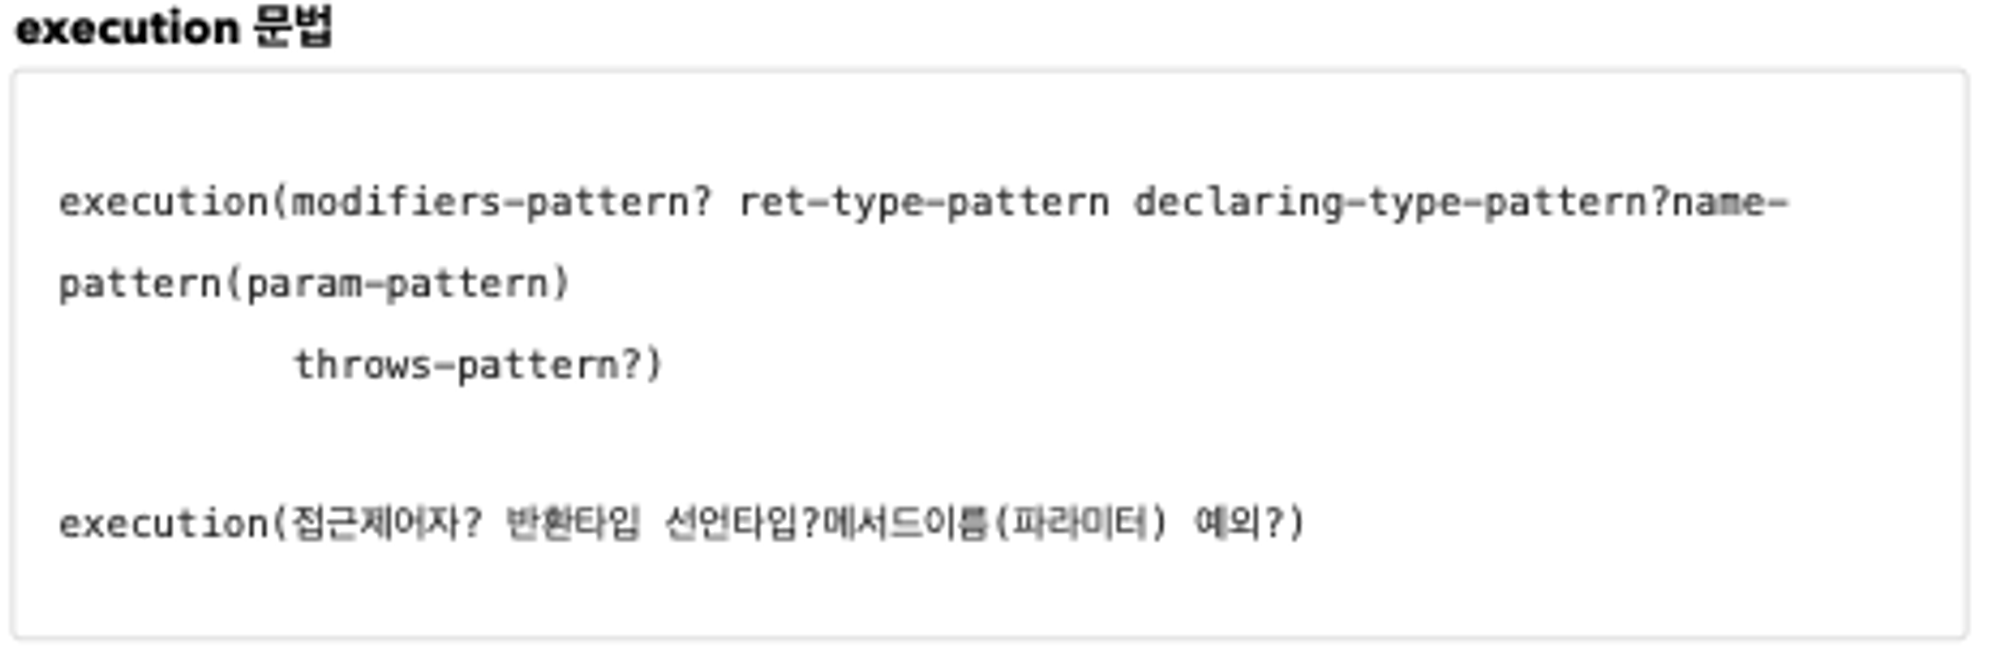 execution 문법
execution(modifiers-pattern? ret-type-pattern declaring-type-pattern?name-
pattern(param-pattern)
throws-pattern?)
execution(접근제어자? 반환타입 선언타입?메서드이름(파라미터) 예외?)